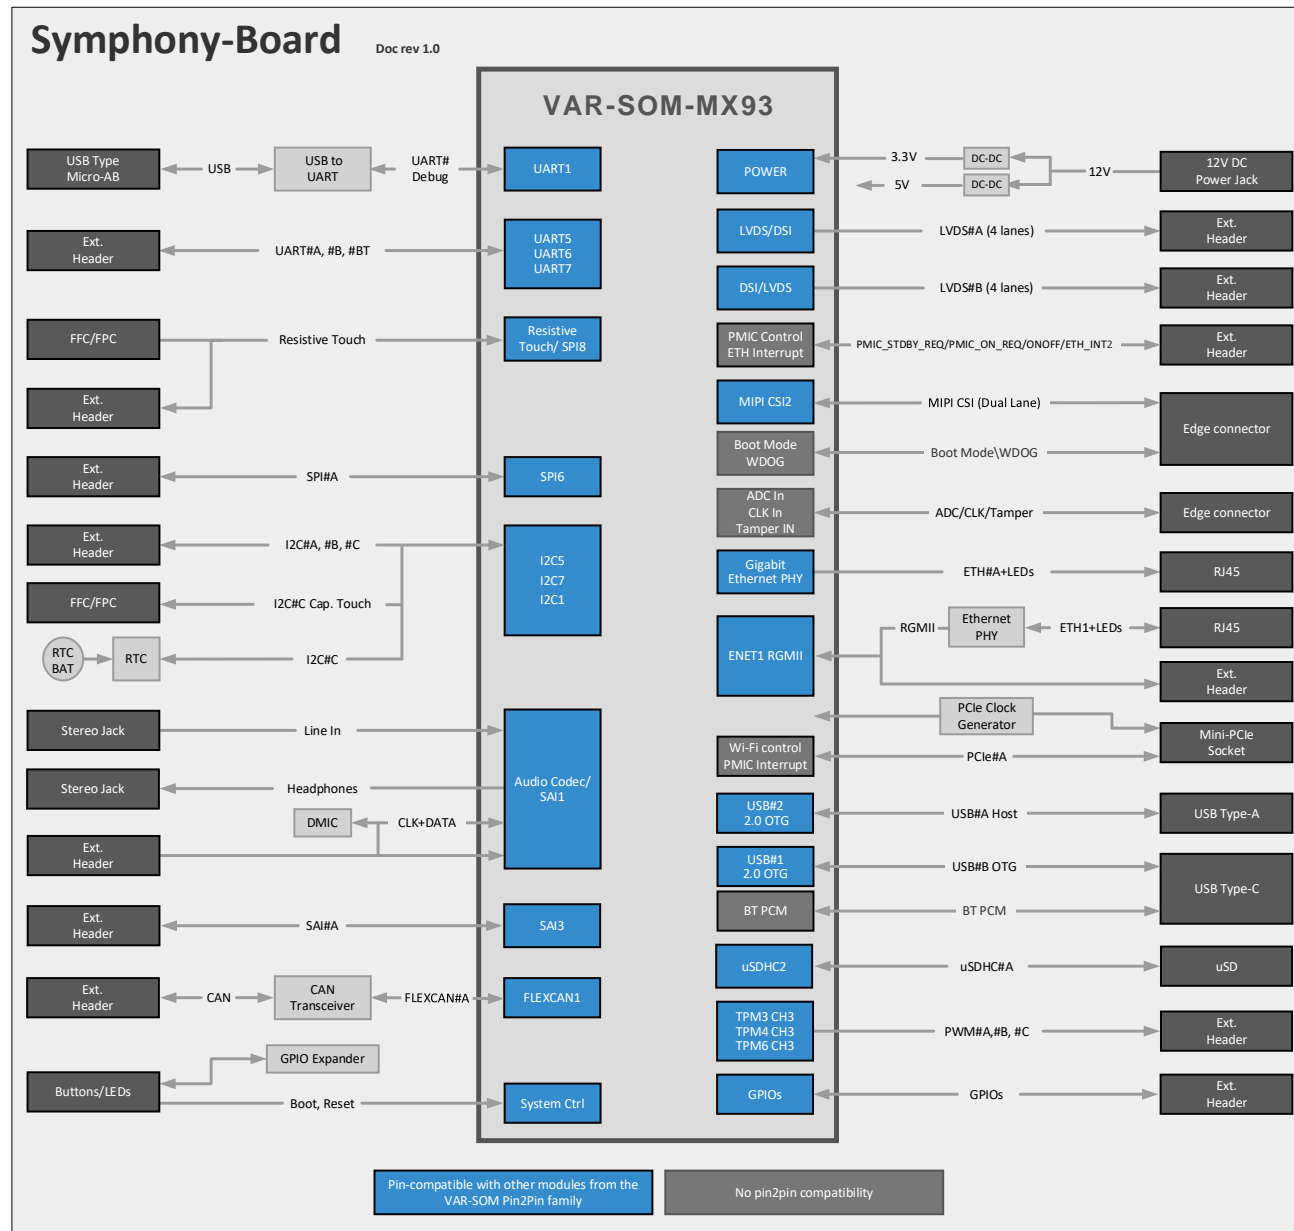 Symphony-Board
Doc rev 1.0
VAR-SOM-MX93
USB Type
Micro-AB
USB
USB to
UART
UART#
Debug
UART1
Ext.
Header
UART#A, #B, #BT
UART5
UART6
UART7
FFC/FPC
Resistive Touch
Resistive
Touch/ SPI8
Ext.
Header
Ext.
Header
SPI#A
SPI6
Ext.
Header
I2C#A, #B, #C
I2C5
I2C7
I2C1
FFC/FPC
I2C#C Cap. Touch
RTC
BAT
RTC
I2C#C
Stereo Jack
Line In
Audio Codec/
SAI1
Stereo Jack
Headphones
DMIC
CLK+DATA
Ext.
Header
Ext.
Header
SAI#A
SAI3
Ext.
Header
CAN
CAN
Transceiver
FLEXCAN#A
FLEXCAN1
GPIO Expander
Buttons/LEDs
Boot, Reset
System Ctrl
POWER
3.3V
DC-DC
5V
DC-DC
12V
12V DC
Power Jack
LVDS/DSI
LVDS#A (4 lanes)
Ext.
Header
DSI/LVDS
LVDS#B (4 lanes)
Ext.
Header
PMIC Control
ETH Interrupt
PMIC_STDBY_REQ/PMIC_ON_REQ/ONOFF/ETH_INT2
Ext.
Header
MIPI CSI2
MIPI CSI (Dual Lane)
Edge connector
Boot Mode
WDOG
Boot Mode\WDOG
ADC In
CLK In
Tamper IN
ADC/CLK/Tamper
Edge connector
Gigabit
Ethernet PHY
ETH#A+LEDs
RJ45
ENET1 RGMII
RGMII
Ethernet
PHY
ETH1+LEDs
RJ45
Ext.
Header
PCIe Clock
Generator
Mini-PCIe
Socket
Wi-Fi control
PMIC Interrupt
PCIe#A
USB#2
2.0 OTG
USB#A Host
USB Type-A
USB#1
2.0 OTG
USB#B OTG
USB Type-C
BT PCM
BT PCM
uSDHC2
uSDHC#A
uSD
TPM3 CH3
TPM4 CH3
TPM6 CH3
PWM#A,#B, #C
Ext.
Header
GPIOs
GPIOs
Ext.
Header
Pin-compatible with other modules from the
VAR-SOM Pin2Pin family
No pin2pin compatibility